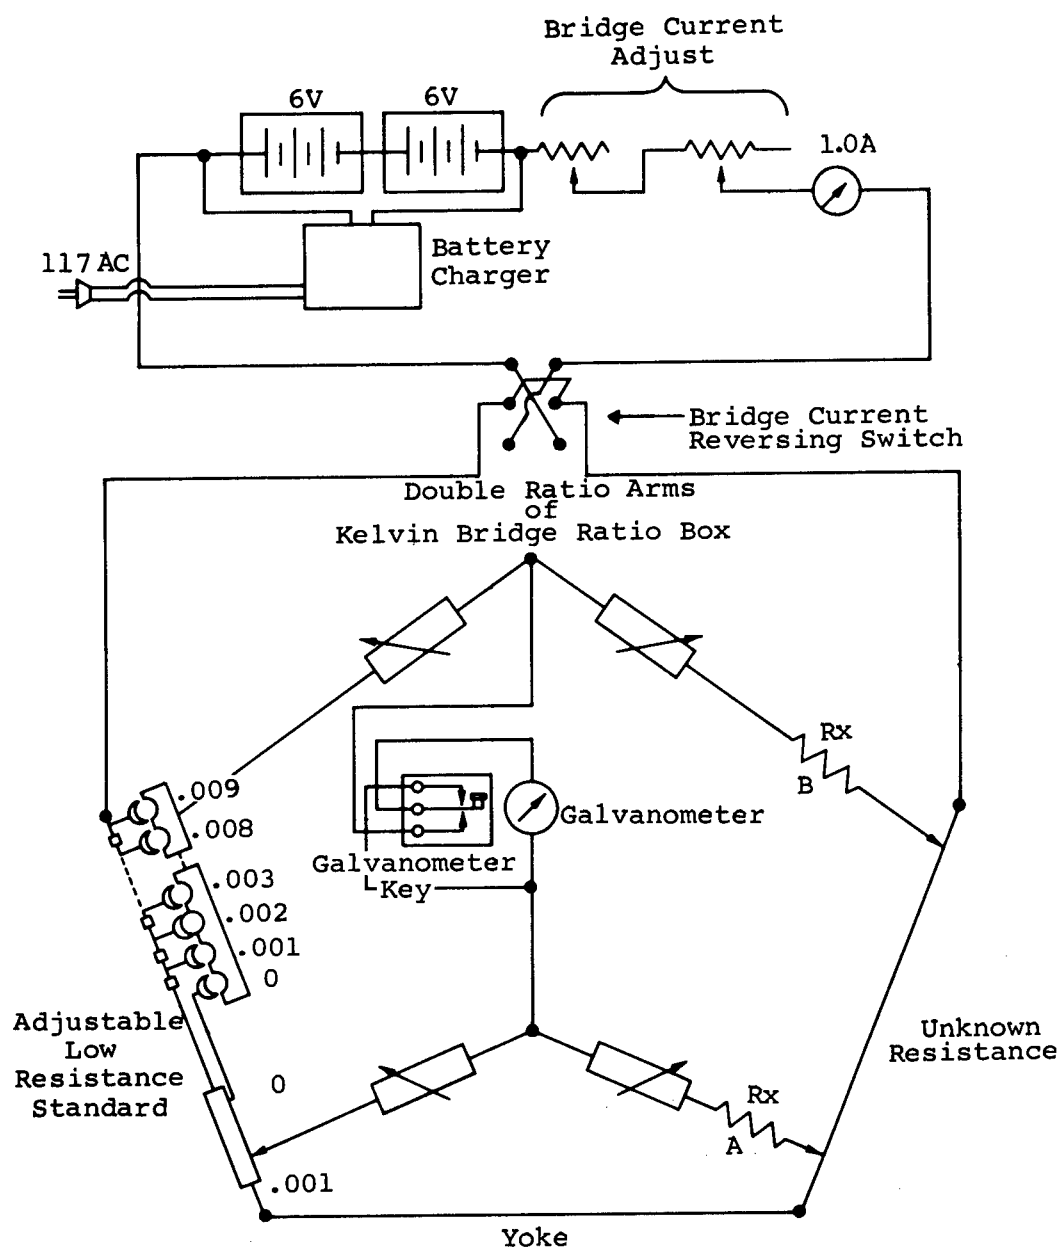 Bridge Current
Adjust
6V
6V
1.0A
Battery
Charger
117 AC
Bridge Current
Reversing Switch
Double Ratio Arms
of
Kelvin Bridge Ratio Box
Rx
B
.009
.008
Galvanometer
Galvanometer
Key
.003
.002
.001
0
Adjustable
Low
Resistance
Standard
0
.001
Unknown
Resistance
Rx
A
Yoke